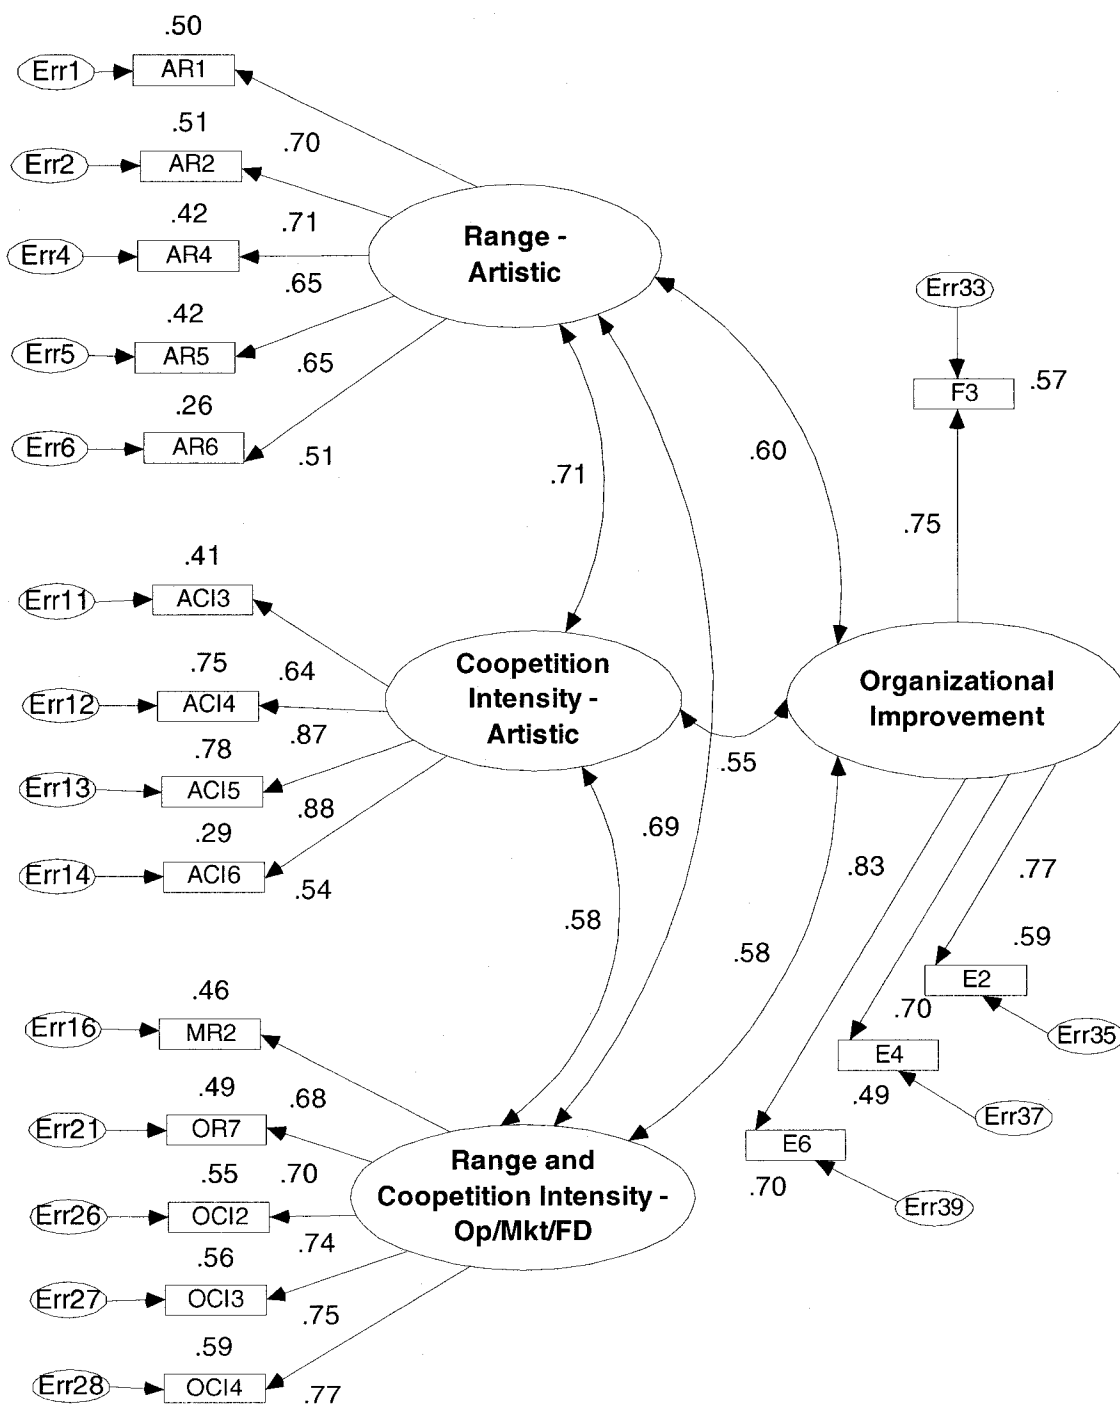 .50
Err1 AR1
.51
.70
Err2 AR2
.42
.71
Err4 AR4
.65
.42
Err5 AR5
.65
.26
Err6 AR6
.51
Range -
Artistic
Err33
F3
.57
.75
.60
.71
.41
Err11 ACI3
.75
.64
Err12 ACI4
.87
.78
Err13 ACI5
.88
.29
Err14 ACI6
.54
Coopetition
Intensity -
Artistic
Organizational
Improvement
.55
.69
.58
.58
.83
.77
.59
E2
Err35
.70
E4
.49
Err37
E6
.70
Err39
.46
Err16 MR2
.49
.68
Err21 OR7
.55
.70
Err26 OCI2
.74
.56
Err27 OCI3
.75
.59
Err28 OCI4
.77
Range and
Coopetition Intensity -
Op/Mkt/FD